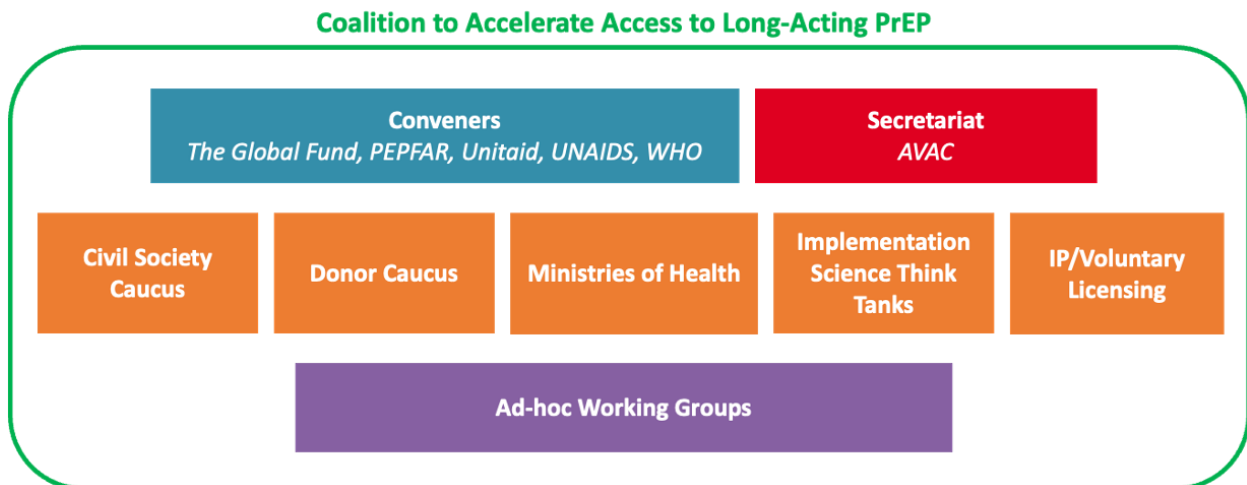 Coalition to Accelerate Access to Long-Acting PrEP
Conveners
The Global Fund, PEPFAR, Unitaid, UNAIDS, WHO
Secretariat
AVAC
Civil Society
Caucus
Donor Caucus
Ministries of Health
Implementation
Science Think
Tanks
IP/Voluntary
Licensing
Ad-hoc Working Groups